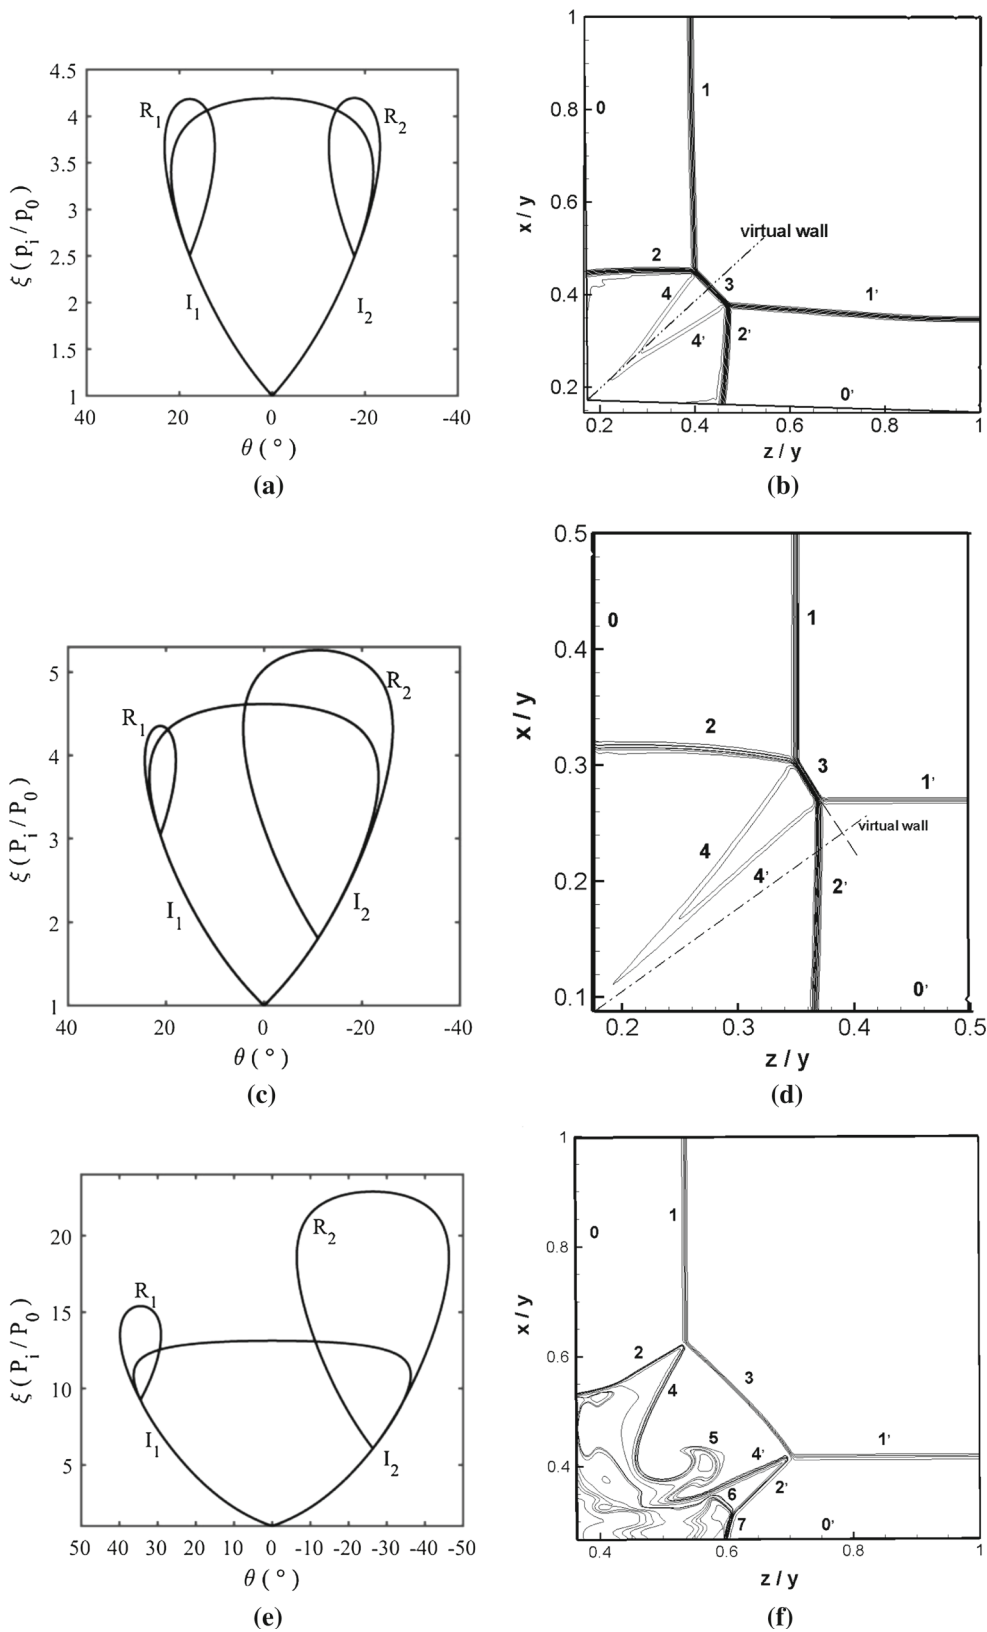 4.5
4
3.5
3
2.5
2
1.5
1
40 20 0 -20 -40
ξ ( p_i / p_0 )
θ ( ° )
R_1
R_2
I_1
I_2
(a)
1
0.8
0.6
0.4
0.2
0.2 0.4 0.6 0.8 1
x / y
z / y
0
1
virtual wall
2
3
4
1'
4'
2'
0'
(b)
5
4
3
2
1
40 20 0 -20 -40
ξ ( P_i / P_0 )
θ ( ° )
R_1
R_2
I_1
I_2
(c)
0.5
0.4
0.3
0.2
0.1
0.2 0.3 0.4 0.5
x / y
z / y
0
1
2
3
1'
virtual wall
4
4'
2'
0'
(d)
20
15
10
5
50 40 30 20 10 0 -10 -20 -30 -40 -50
ξ ( P_i / P_0 )
θ ( ° )
R_1
R_2
I_1
I_2
(e)
1
0.8
0.6
0.4
0.4 0.6 0.8 1
x / y
z / y
0
1
2
3
4
5
1'
4'
6
2'
7
0'
(f)